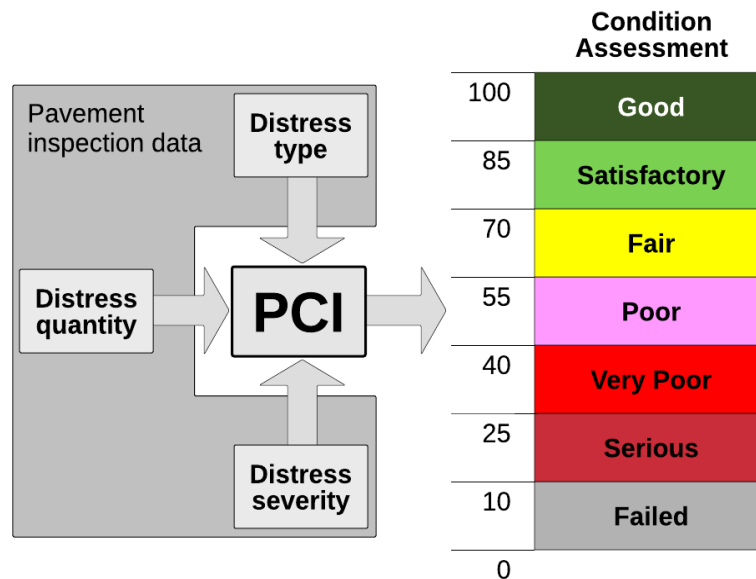 Condition
Assessment
Pavement
inspection data
Distress
type
Distress
quantity
PCI
Distress
severity
100
Good
85
Satisfactory
70
Fair
55
Poor
40
Very Poor
25
Serious
10
Failed
0